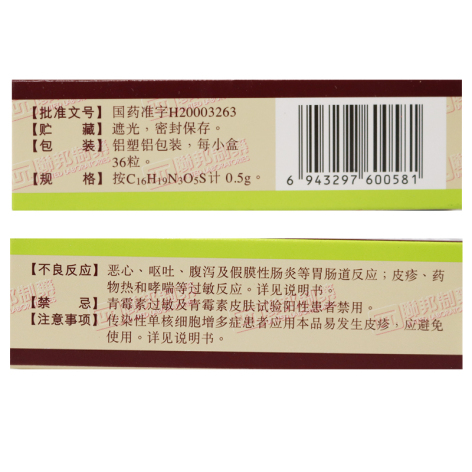 【批准文号】国药准字H20003263
【贮　藏】遮光，密封保存。
【包　装】铝塑铝包装，每小盒
36粒。
【规　格】按C₁₆H₁₉N₃O₅S计 0.5g。
6 943297 600581
【不良反应】恶心、呕吐、腹泻及假膜性肠炎等胃肠道反应；皮疹、药
物热和哮喘等过敏反应。详见说明书。
【禁　忌】青霉素过敏及青霉素皮肤试验阳性患者禁用。
【注意事项】传染性单核细胞增多症患者应用本品易发生皮疹，应避免
使用。详见说明书。